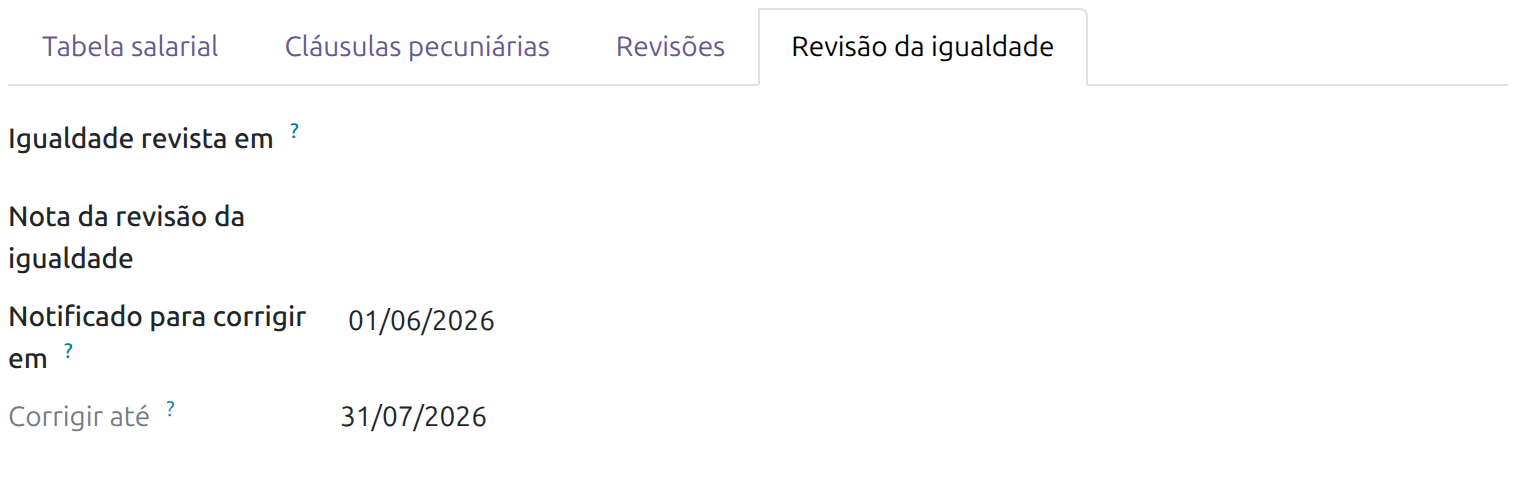 Tabela salarial Cláusulas pecuniárias Revisões Revisão da igualdade
Igualdade revista em ?
Nota da revisão da
igualdade
Notificado para corrigir 01/06/2026
em ?
Corrigir até ? 31/07/2026